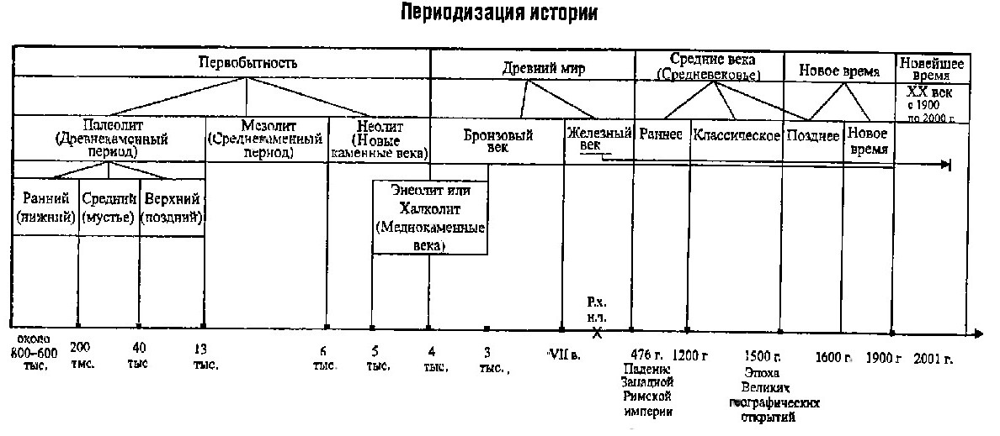 Периодизация истории
Первобытность
Древний мир
Средние века
(Средневековье)
Новое время
Новейшее
время
XX век
с 1900
по 2000 г.
Палеолит
(Древнекаменный
период)
Мезолит
(Среднекаменный
период)
Неолит
(Новые
каменные века)
Бронзовый
век
Железный
век
Раннее
Классическое
Позднее
Новое
время
Ранний
(нижний)
Средний
(мустье)
Верхний
(поздний)
Энеолит или
Халколит
(Меднокаменные
века)
Р.х.
н.э.
около
800–600
тыс.
200
тыс.
40
тыс
13
тыс.
6
тыс.
5
тыс.
4
тыс,
3
тыс.,
VII в.
476 г.
Падение
Западной
Римской
империи
1200 г
1500 г.
Эпоха
Великих
географических
открытий
1600 г.
1900 г
2001 г.